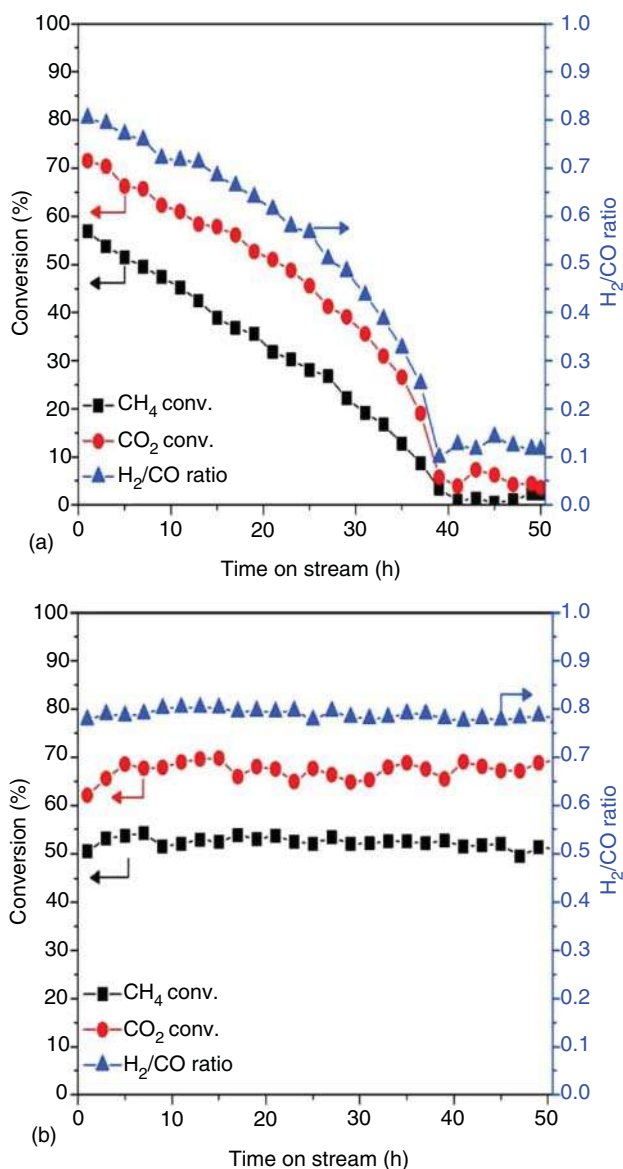 100
90
80
70
60
50
40
30
20
10
0
Conversion (%)
1.0
0.9
0.8
0.7
0.6
0.5
0.4
0.3
0.2
0.1
0.0
H₂/CO ratio
CH₄ conv.
CO₂ conv.
H₂/CO ratio
0 10 20 30 40 50
(a)
Time on stream (h)
100
90
80
70
60
50
40
30
20
10
0
Conversion (%)
1.0
0.9
0.8
0.7
0.6
0.5
0.4
0.3
0.2
0.1
0.0
H₂/CO ratio
CH₄ conv.
CO₂ conv.
H₂/CO ratio
0 10 20 30 40 50
(b)
Time on stream (h)